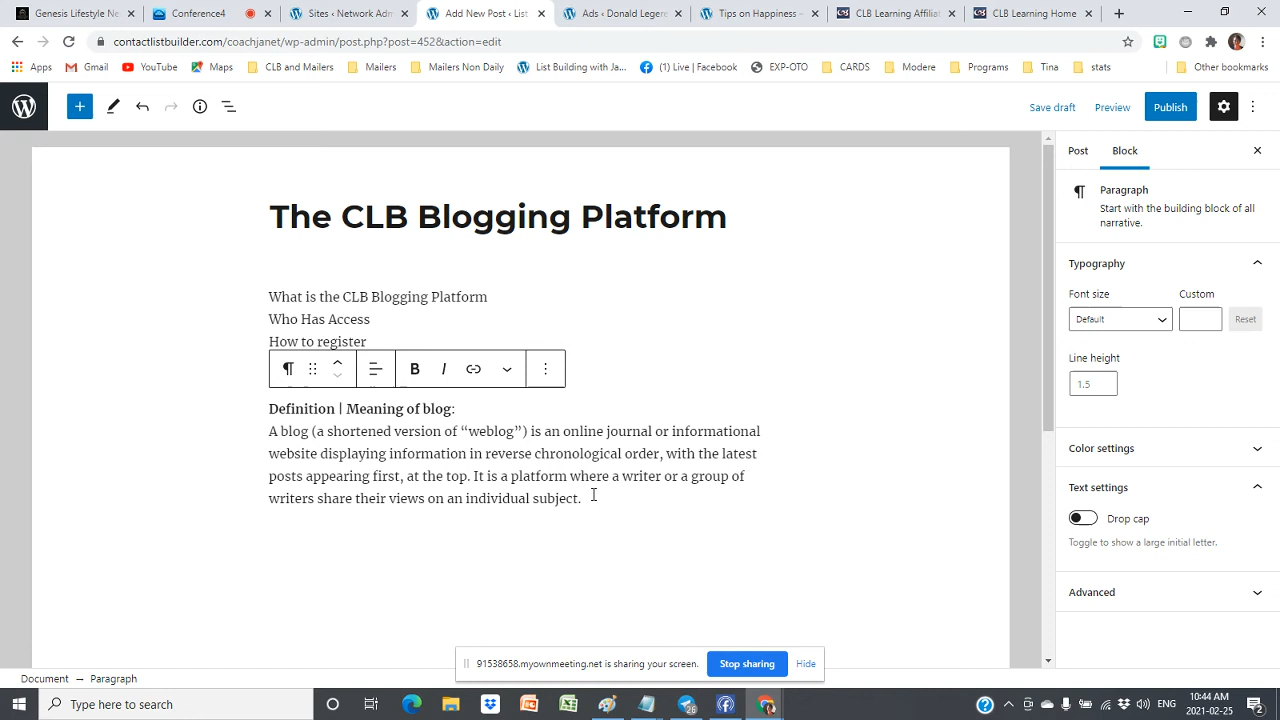 Genesis Lifestyle Ne
Conference4
Sites ‹ Network Adm
Add New Post ‹ List
Ads ‹ Donald Legere
Tips on Happiness –
CLB Learning Affiliat
CLB Learning Home
contactlistbuilder.com/coachjanet/wp-admin/post.php?post=452&action=edit
Apps
Gmail
YouTube
Maps
CLB and Mailers
Mailers
Mailers Non Daily
List Building with Ja...
(1) Live | Facebook
EXP-OTO
CARDS
Modere
Programs
Tina
stats
Other bookmarks
Save draft
Preview
Publish
Post
Block
The CLB Blogging Platform
What is the CLB Blogging Platform
Who Has Access
How to register
B I
Definition | Meaning of blog:
A blog (a shortened version of “weblog”) is an online journal or informational
website displaying information in reverse chronological order, with the latest
posts appearing first, at the top. It is a platform where a writer or a group of
writers share their views on an individual subject.
Paragraph
Start with the building block of all
narrative.
Typography
Font size
Custom
Default
Reset
Line height
1.5
Color settings
Text settings
Drop cap
Toggle to show a large initial letter.
Advanced
91538658.myownmeeting.net is sharing your screen.
Stop sharing
Hide
Document → Paragraph
Type here to search
26
ENG
10:44 AM
2021-02-25
2